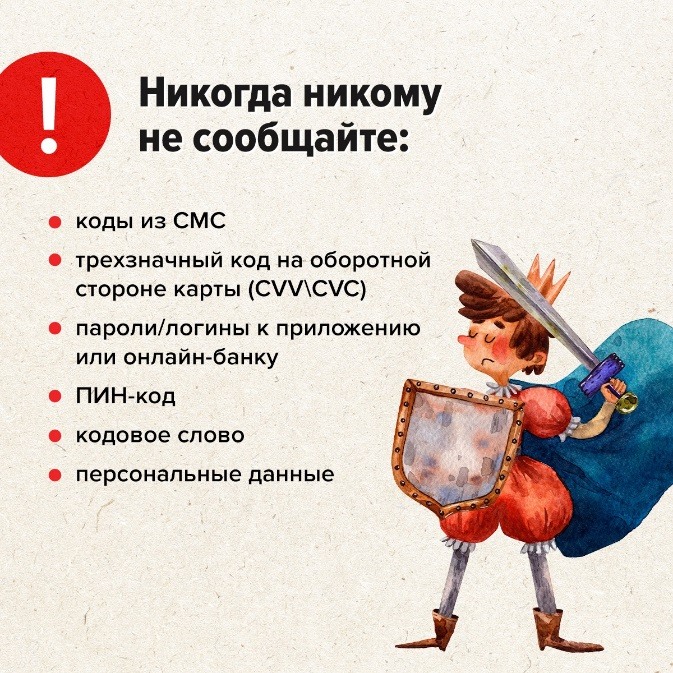 !
Никогда никому
не сообщайте:
коды из СМС
трехзначный код на оборотной
стороне карты (CVV\CVC)
пароли/логины к приложению
или онлайн-банку
ПИН-код
кодовое слово
персональные данные